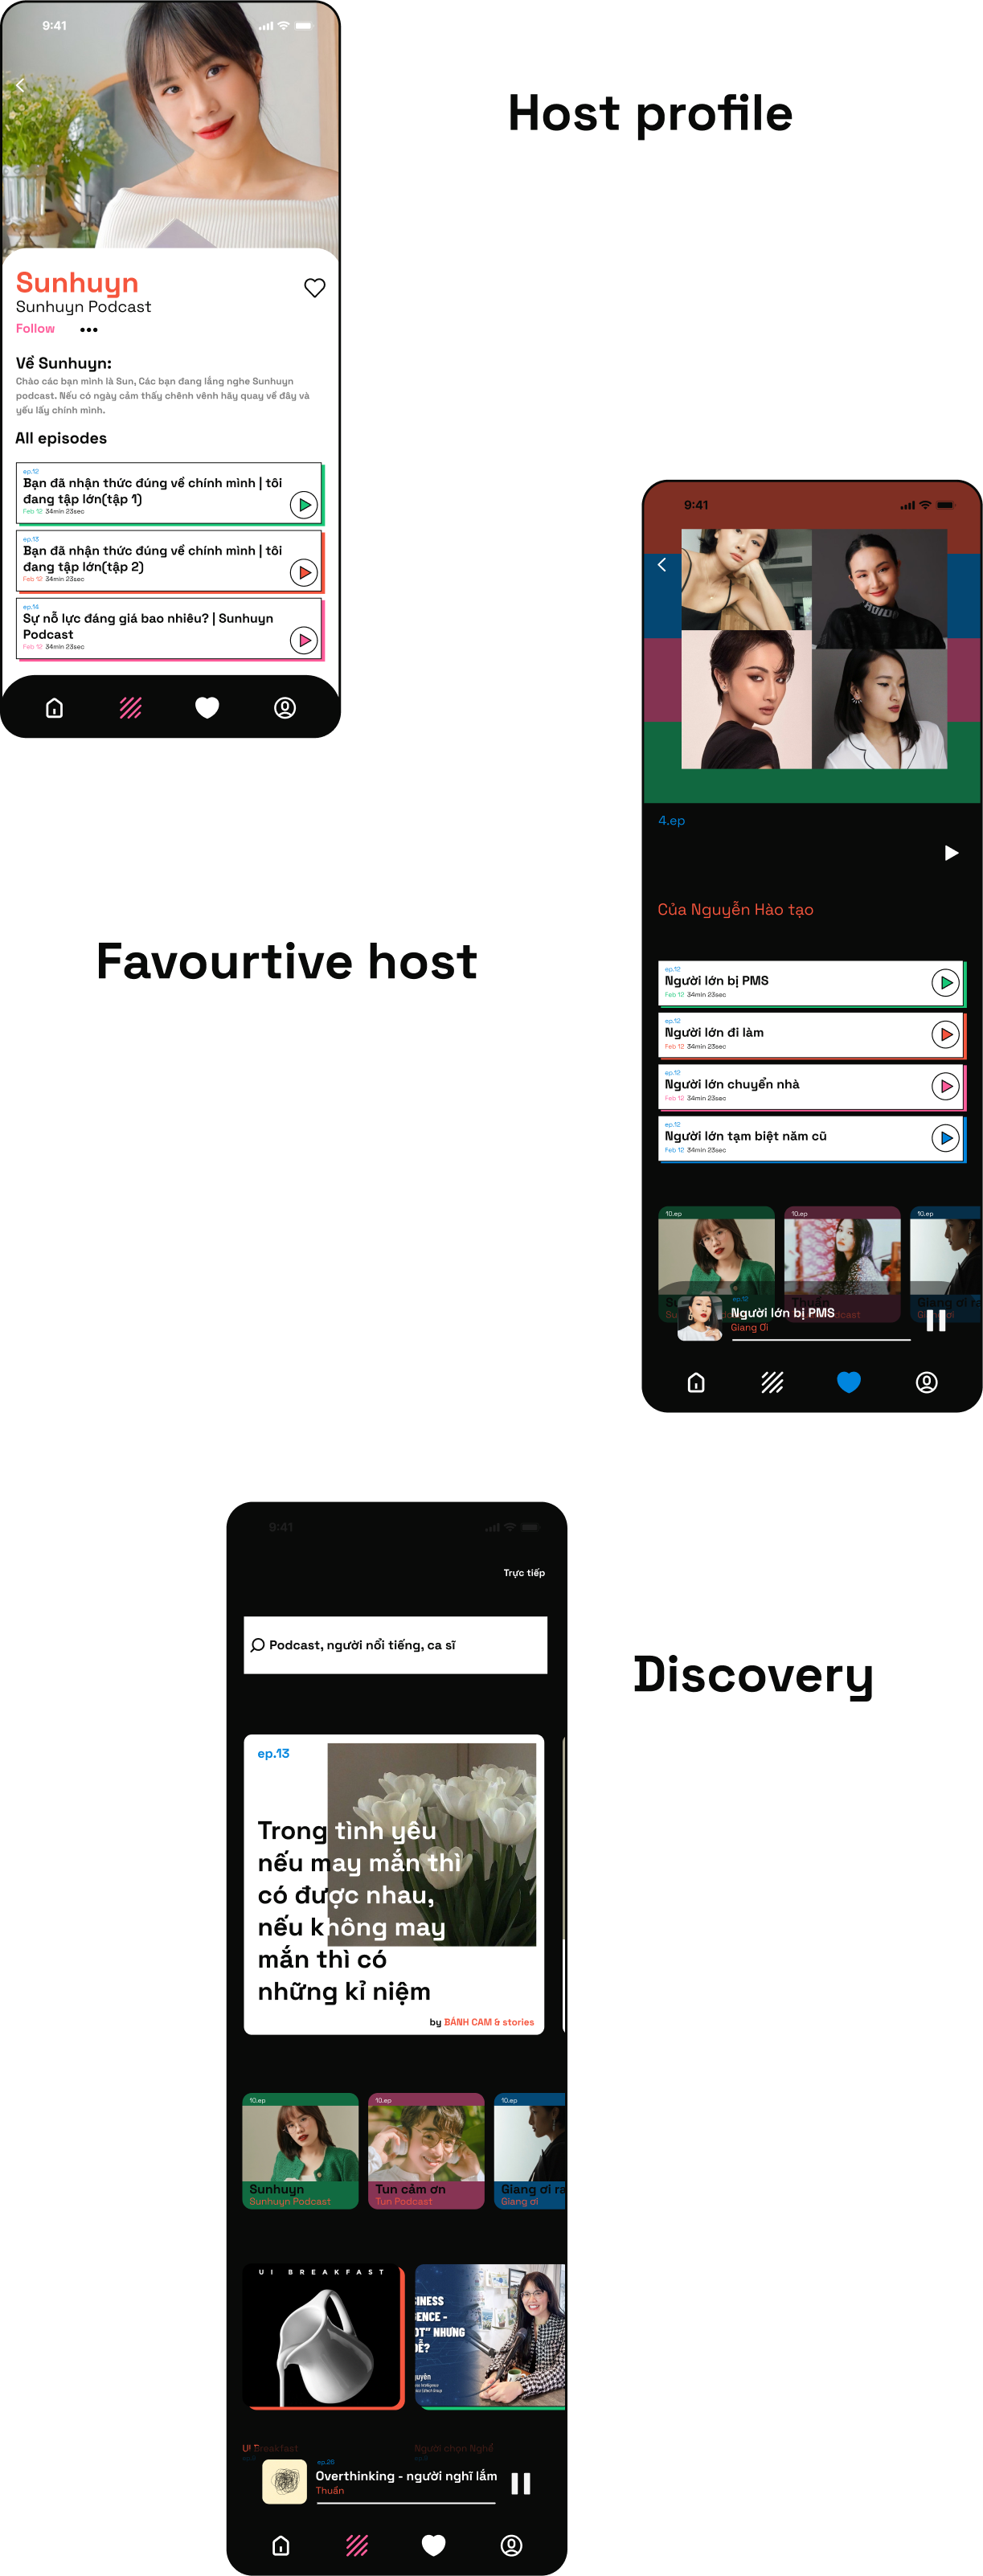 9:41
Host profile
Sunhuyn
Sunhuyn Podcast
Follow
Về Sunhuyn:
Chào các bạn mình là Sun, Các bạn đang lắng nghe Sunhuyn
podcast. Nếu có ngày cảm thấy chênh vênh hãy quay về đây và
yếu lấy chính mình.
All episodes
ep.12
Bạn đã nhận thức đúng về chính mình | tôi
đang tập lớn(tập 1)
Feb 12 34min 23sec
ep.13
Bạn đã nhận thức đúng về chính mình | tôi
đang tập lớn(tập 2)
Feb 12 34min 23sec
ep.14
Sự nỗ lực đáng giá bao nhiêu? | Sunhuyn
Podcast
Feb 12 34min 23sec
9:41
4.ep
Của Nguyễn Hào tạo
Favourtive host
ep.12
Người lớn bị PMS
Feb 12 34min 23sec
ep.12
Người lớn đi làm
Feb 12 34min 23sec
ep.12
Người lớn chuyển nhà
Feb 12 34min 23sec
ep.12
Người lớn tạm biệt năm cũ
Feb 12 34min 23sec
10.ep
10.ep
10.ep
Thuần
Giang ơi ra
ep.12
Người lớn bị PMS
Giang Ơi
9:41
Trực tiếp
Podcast, người nổi tiếng, ca sĩ
Discovery
ep.13
Trong tình yêu
nếu may mắn thì
có được nhau,
nếu không may
mắn thì có
những kỉ niệm
by BÁNH CAM & stories
10.ep
10.ep
10.ep
Sunhuyn
Sunhuyn Podcast
Tun cảm ơn
Tun Podcast
Giang ơi ra
Giang ơi
UI BREAKFAST
INESS
ENCE -
OT” NHƯNG
DỄ?
guyên
UI Breakfast
Người chọn Nghề
ep.26
Overthinking - người nghĩ lắm
Thuần